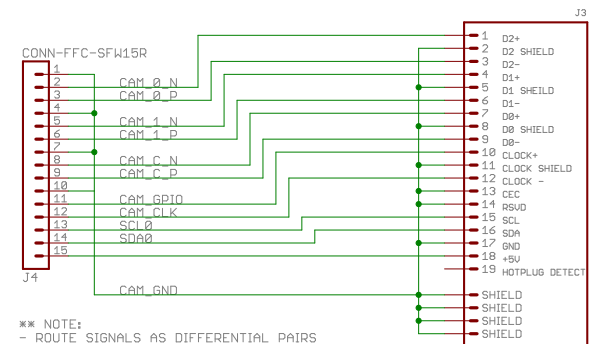 J3
CONN-FFC-SFW15R
1
2 CAM_0_N
3 CAM_0_P
4
5 CAM_1_N
6 CAM_1_P
7
8 CAM_C_N
9 CAM_C_P
10
11 CAM_GPIO
12 CAM_CLK
13 SCL0
14 SDA0
15
J4
CAM_GND
1 D2+
2 D2 SHIELD
3 D2-
4 D1+
5 D1 SHEILD
6 D1-
7 D0+
8 D0 SHIELD
9 D0-
10 CLOCK+
11 CLOCK SHIELD
12 CLOCK -
13 CEC
14 RSVD
15 SCL
16 SDA
17 GND
18 +5V
19 HOTPLUG DETECT
SHIELD
SHIELD
SHIELD
SHIELD
** NOTE:
- ROUTE SIGNALS AS DIFFERENTIAL PAIRS